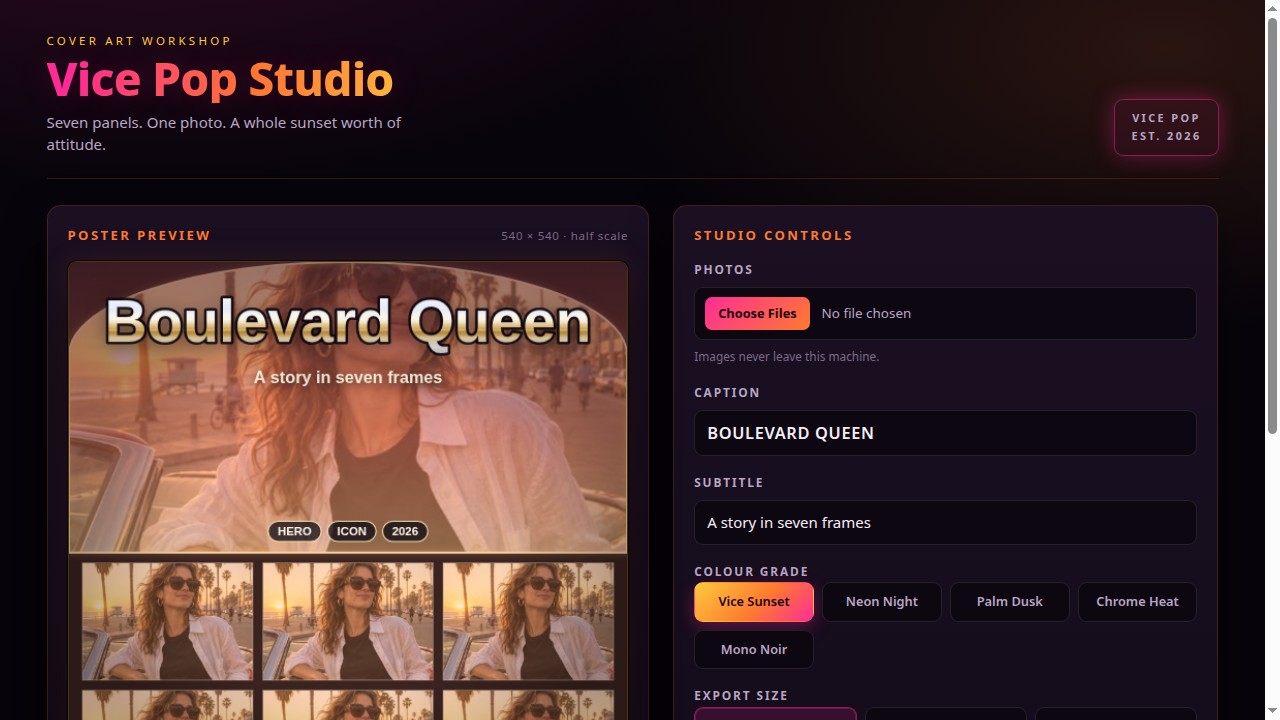 COVER ART WORKSHOP
Vice Pop Studio
Seven panels. One photo. A whole sunset worth of
attitude.
VICE POP
EST. 2026
POSTER PREVIEW
540 × 540 · half scale
Boulevard Queen
A story in seven frames
HERO
ICON
2026
STUDIO CONTROLS
PHOTOS
Choose Files
No file chosen
Images never leave this machine.
CAPTION
BOULEVARD QUEEN
SUBTITLE
A story in seven frames
COLOUR GRADE
Vice Sunset
Neon Night
Palm Dusk
Chrome Heat
Mono Noir
EXPORT SIZE